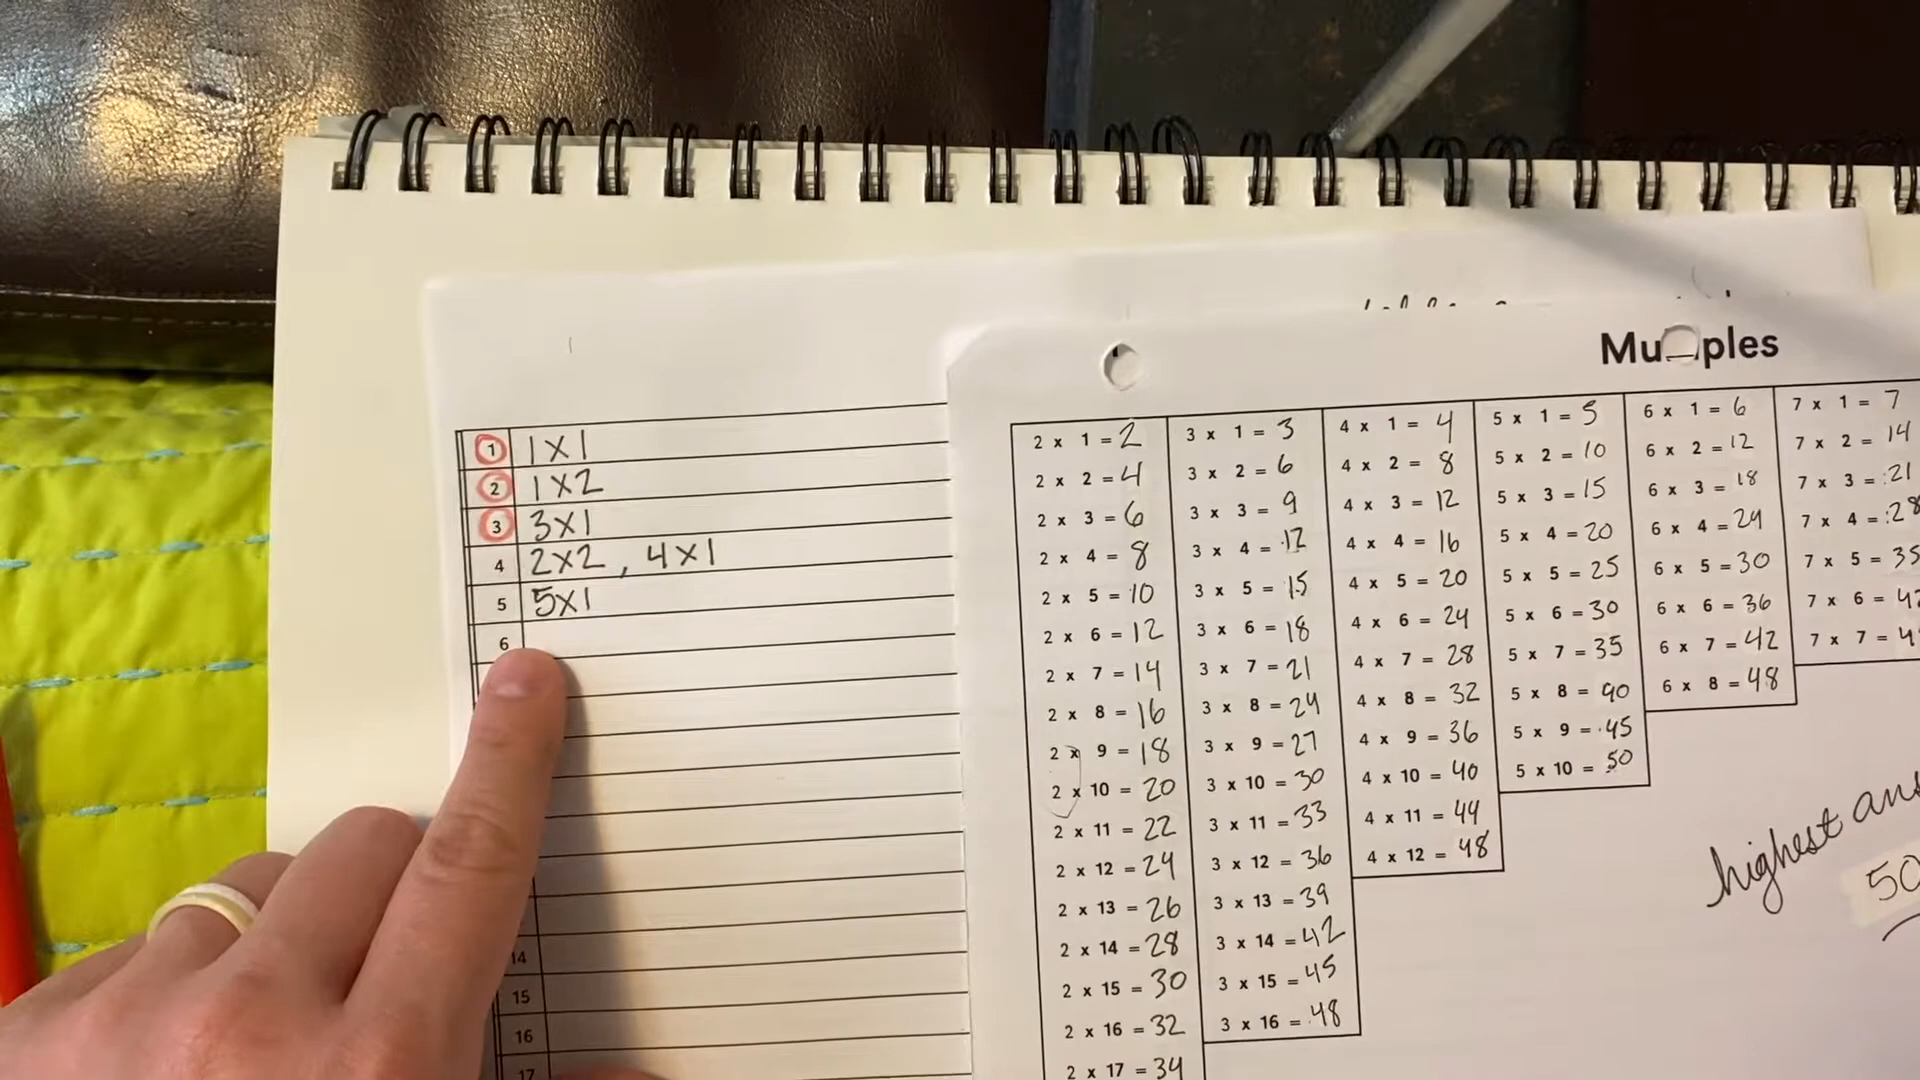 1 1X1
2 1X2
3 3X1
4 2X2 , 4X1
5 5X1
6
14
15
16
17
Mu ples
2 x 1 = 2
2 x 2 = 4
2 x 3 = 6
2 x 4 = 8
2 x 5 = 10
2 x 6 = 12
2 x 7 = 14
2 x 8 = 16
2 x 9 = 18
2 x 10 = 20
2 x 11 = 22
2 x 12 = 24
2 x 13 = 26
2 x 14 = 28
2 x 15 = 30
2 x 16 = 32
2 x 17 = 34
3 x 1 = 3
3 x 2 = 6
3 x 3 = 9
3 x 4 = 12
3 x 5 = 15
3 x 6 = 18
3 x 7 = 21
3 x 8 = 24
3 x 9 = 27
3 x 10 = 30
3 x 11 = 33
3 x 12 = 36
3 x 13 = 39
3 x 14 = 42
3 x 15 = 45
3 x 16 = 48
4 x 1 = 4
4 x 2 = 8
4 x 3 = 12
4 x 4 = 16
4 x 5 = 20
4 x 6 = 24
4 x 7 = 28
4 x 8 = 32
4 x 9 = 36
4 x 10 = 40
4 x 11 = 44
4 x 12 = 48
5 x 1 = 5
5 x 2 = 10
5 x 3 = 15
5 x 4 = 20
5 x 5 = 25
5 x 6 = 30
5 x 7 = 35
5 x 8 = 40
5 x 9 = 45
5 x 10 = 50
6 x 1 = 6
6 x 2 = 12
6 x 3 = 18
6 x 4 = 24
6 x 5 = 30
6 x 6 = 36
6 x 7 = 42
6 x 8 = 48
7 x 1 = 7
7 x 2 = 14
7 x 3 = 21
7 x 4 = 28
7 x 5 = 35
7 x 6 = 42
7 x 7 = 4
highest ans
50